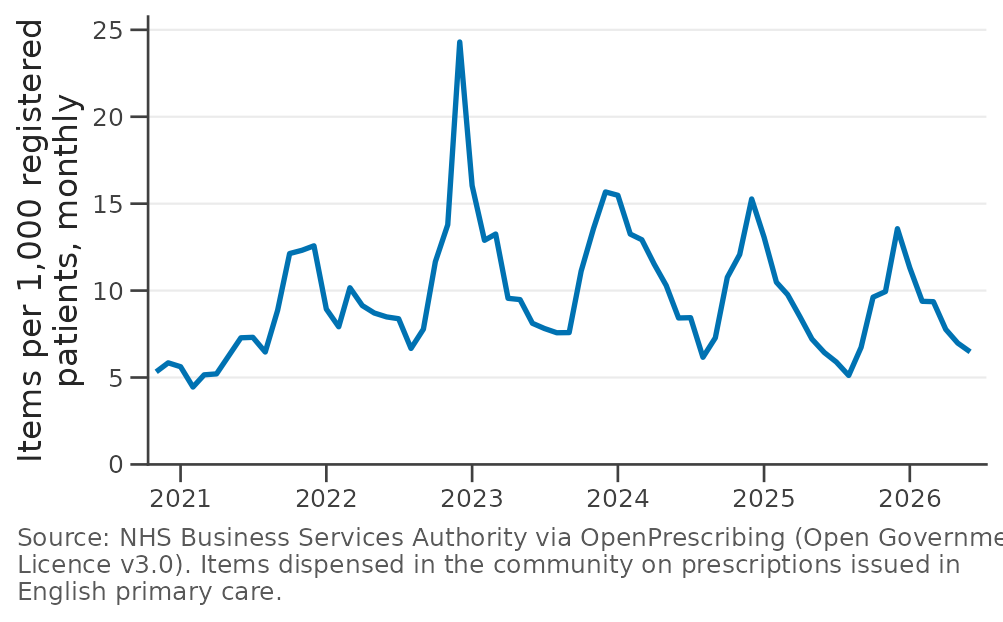 Items per 1,000 registered
patients, monthly
25
20
15
10
5
0
2021 2022 2023 2024 2025 2026
Source: NHS Business Services Authority via OpenPrescribing (Open Governme
Licence v3.0). Items dispensed in the community on prescriptions issued in
English primary care.